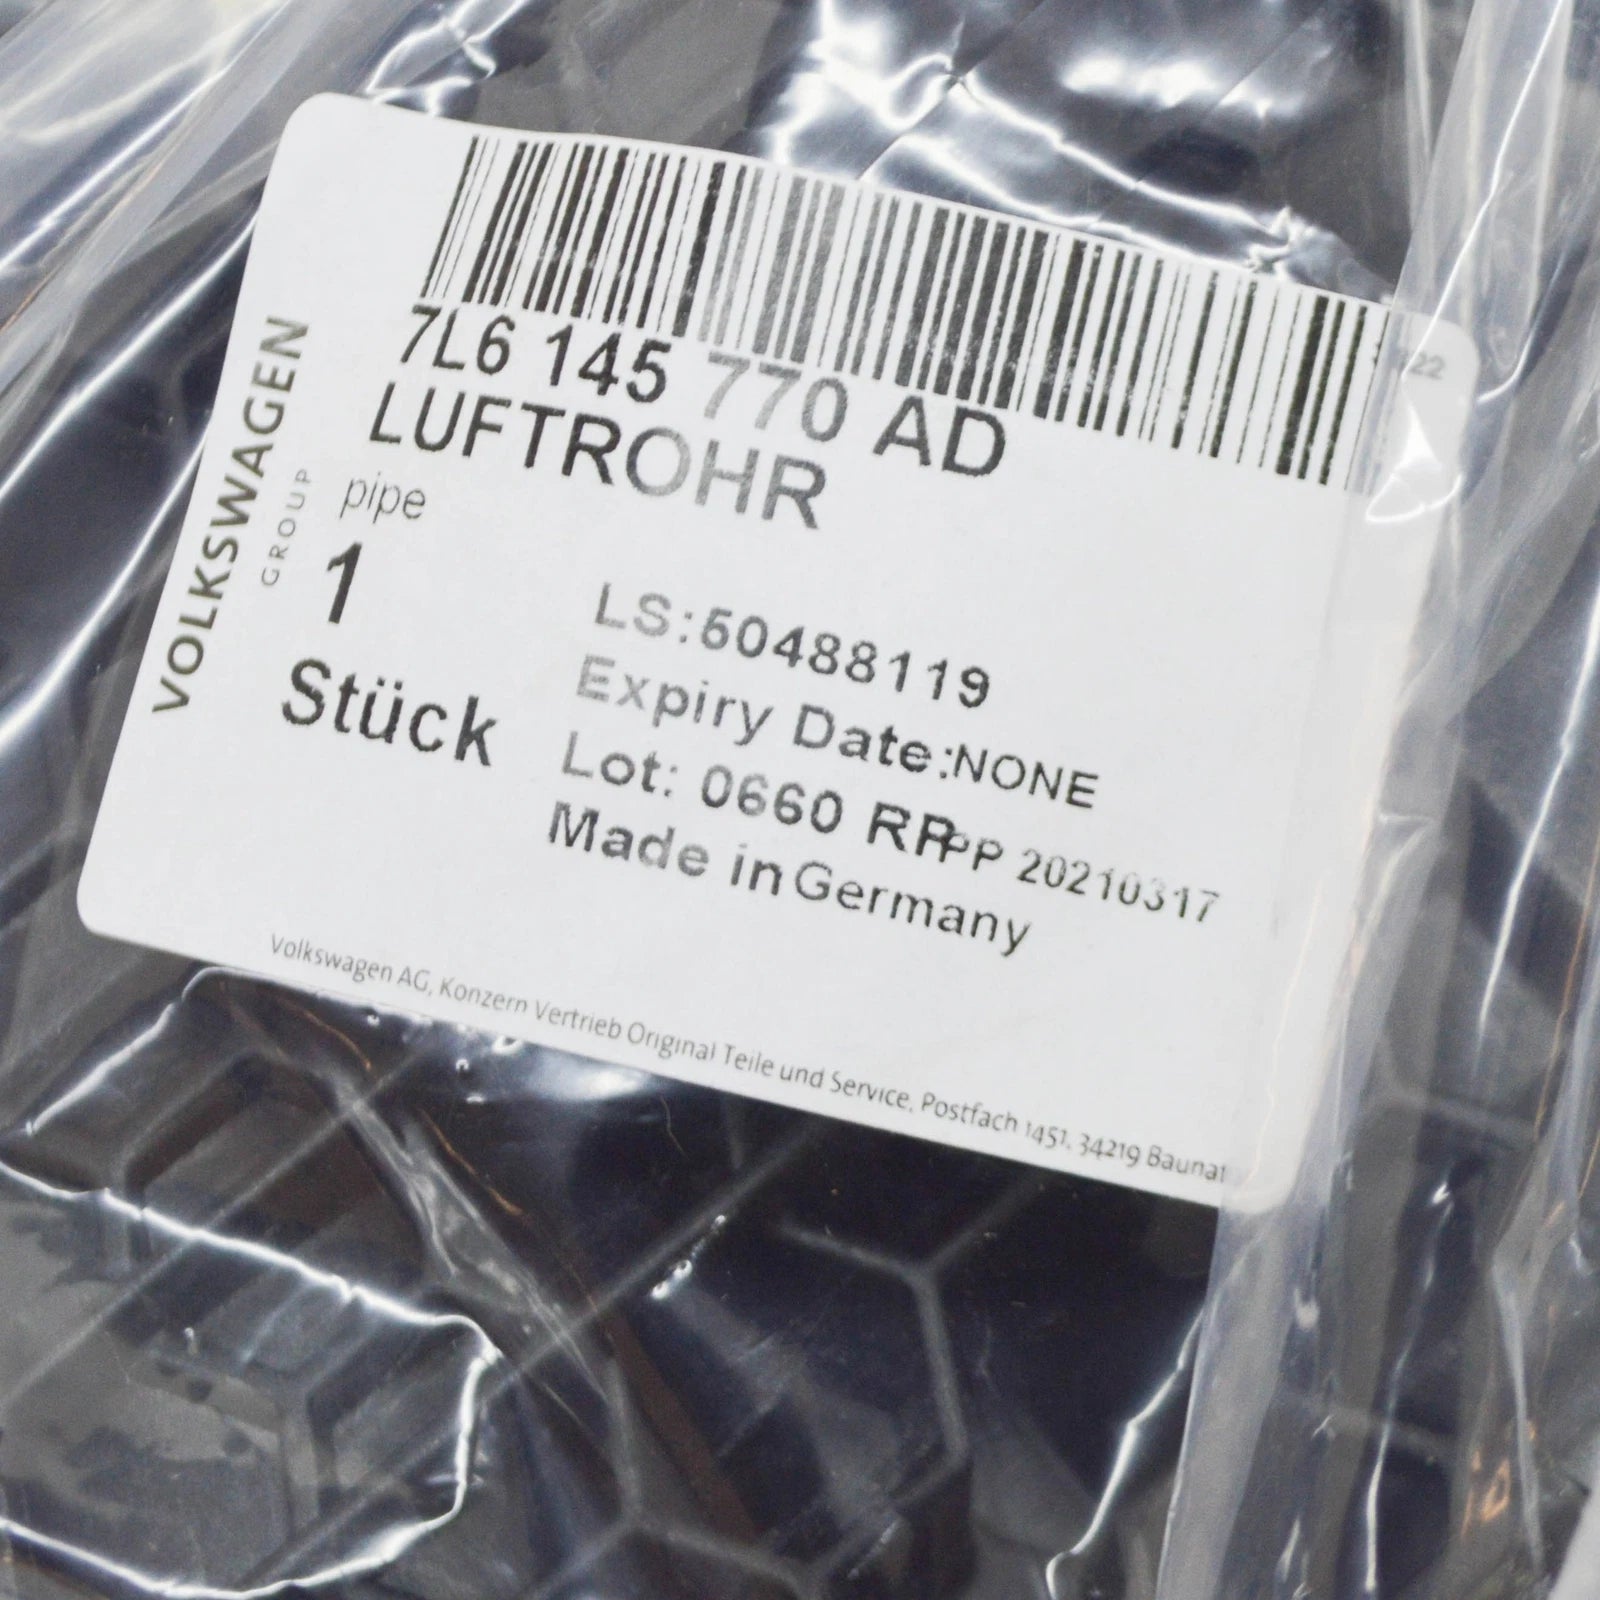 7L6 145 770 AD
LUFTROHR
pipe
1
Stück
LS:50488119
Expiry Date:NONE
Lot: 0660 RP PP 20210317
Made in Germany
VOLKSWAGEN
GROUP
Volkswagen AG, Konzern Vertrieb Original Teile und Service, Postfach 1451, 34219 Baunat